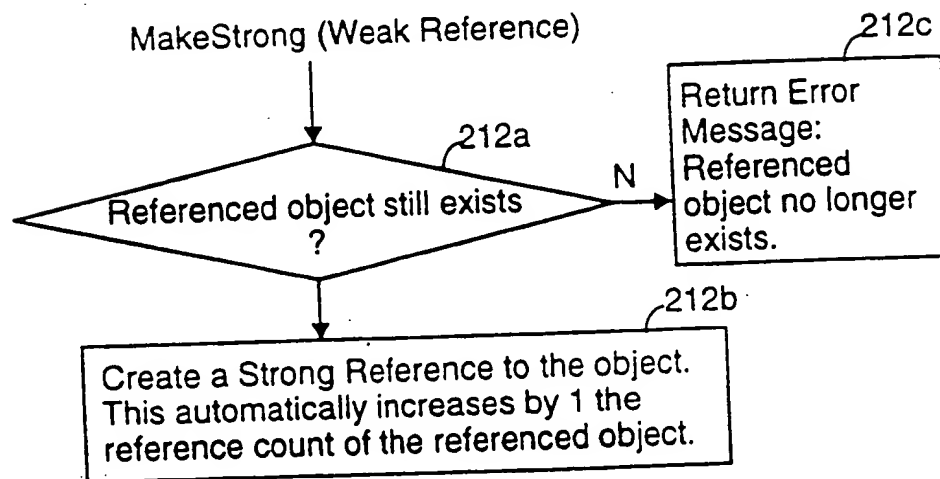 MakeStrong (Weak Reference)
212c
Return Error
Message:
Referenced
object no longer
exists.
212a
N
Referenced object still exists
?
212b
Create a Strong Reference to the object.
This automatically increases by 1 the
reference count of the referenced object.